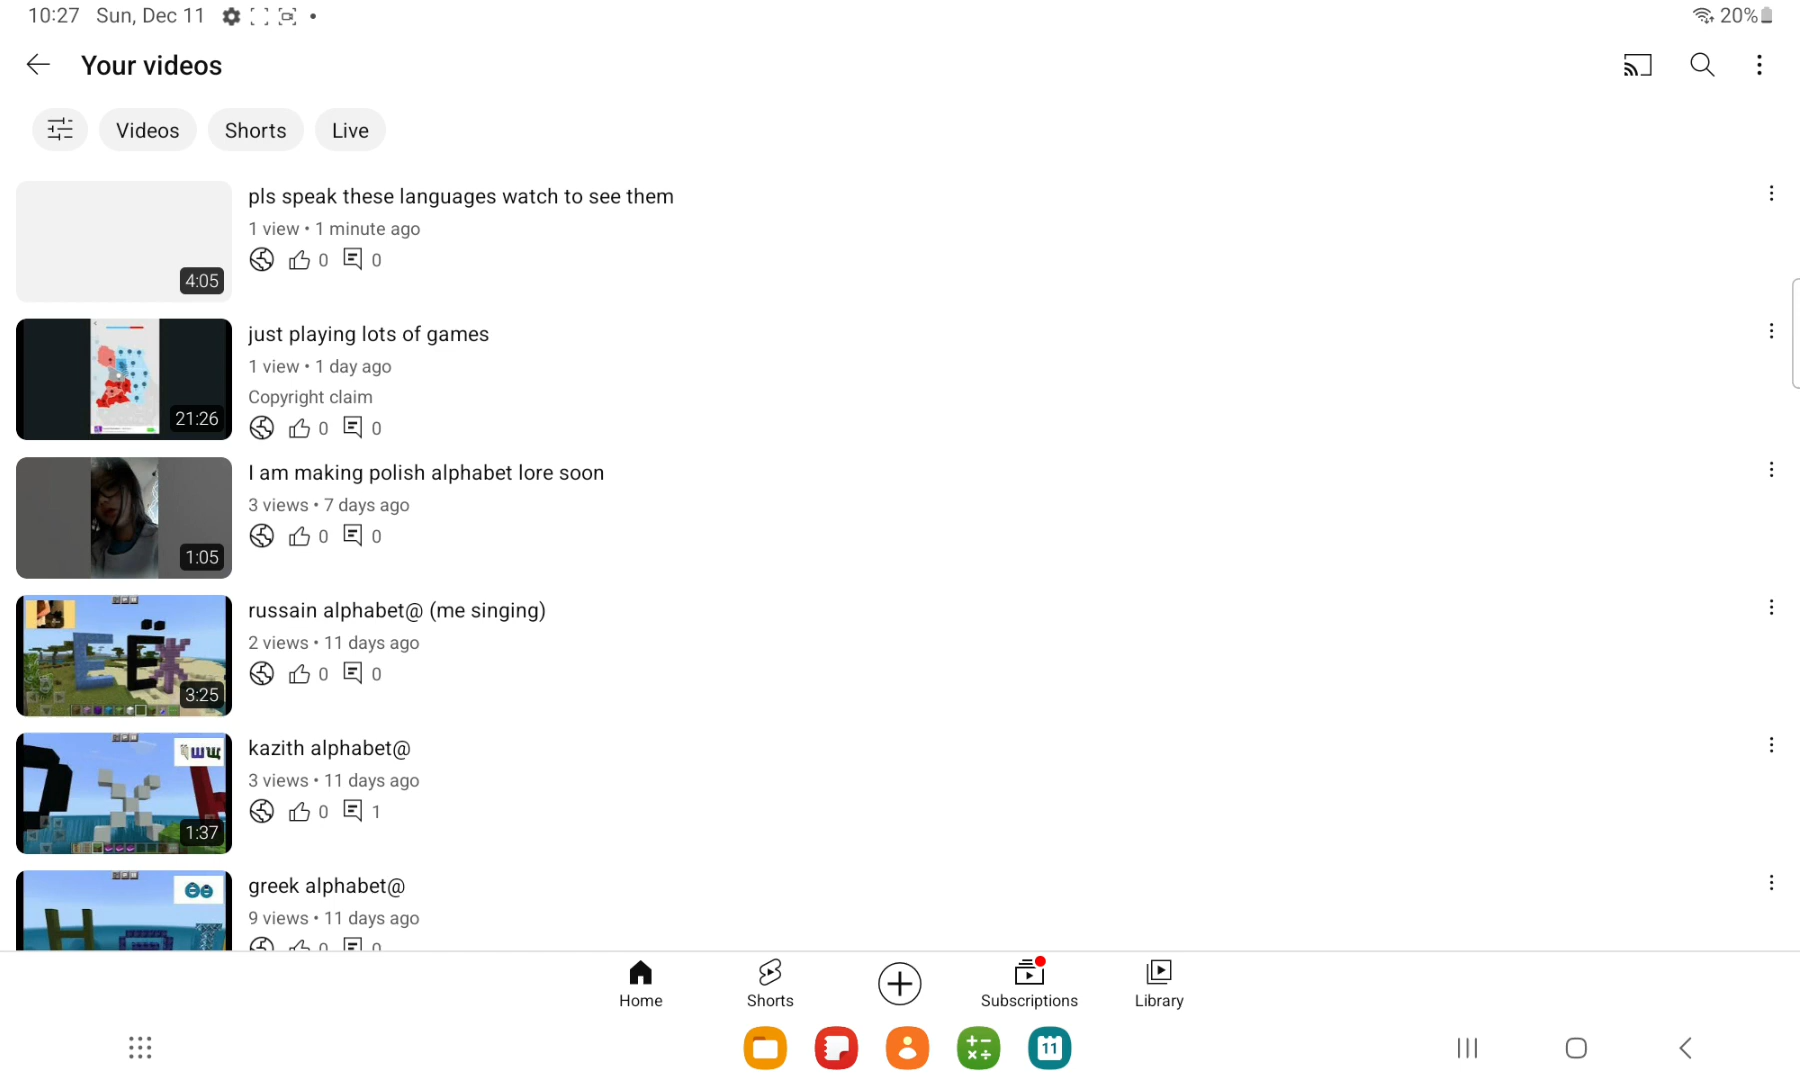 10:27 Sun, Dec 11 20%
Your videos
Videos Shorts Live
pls speak these languages watch to see them
1 view • 1 minute ago
0 0
4:05
just playing lots of games
1 view • 1 day ago
Copyright claim
0 0
21:26
I am making polish alphabet lore soon
3 views • 7 days ago
0 0
1:05
russain alphabet@ (me singing)
2 views • 11 days ago
0 0
Е Ё Ж
3:25
kazith alphabet@
3 views • 11 days ago
0 1
1:37
greek alphabet@
9 views • 11 days ago
0 0
Home Shorts Subscriptions Library
11